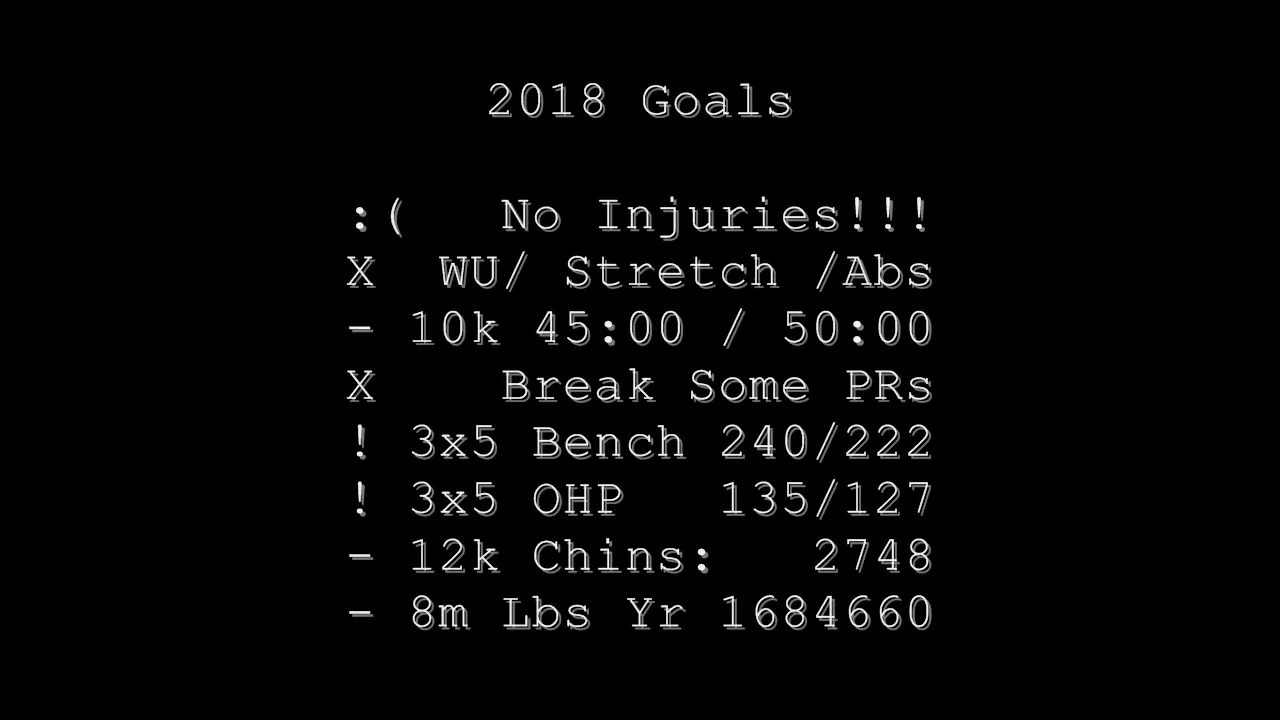 2018 Goals
:( No Injuries!!!
X WU/ Stretch /Abs
- 10k 45:00 / 50:00
X Break Some PRs
! 3x5 Bench 240/222
! 3x5 OHP 135/127
- 12k Chins: 2748
- 8m Lbs Yr 1684660